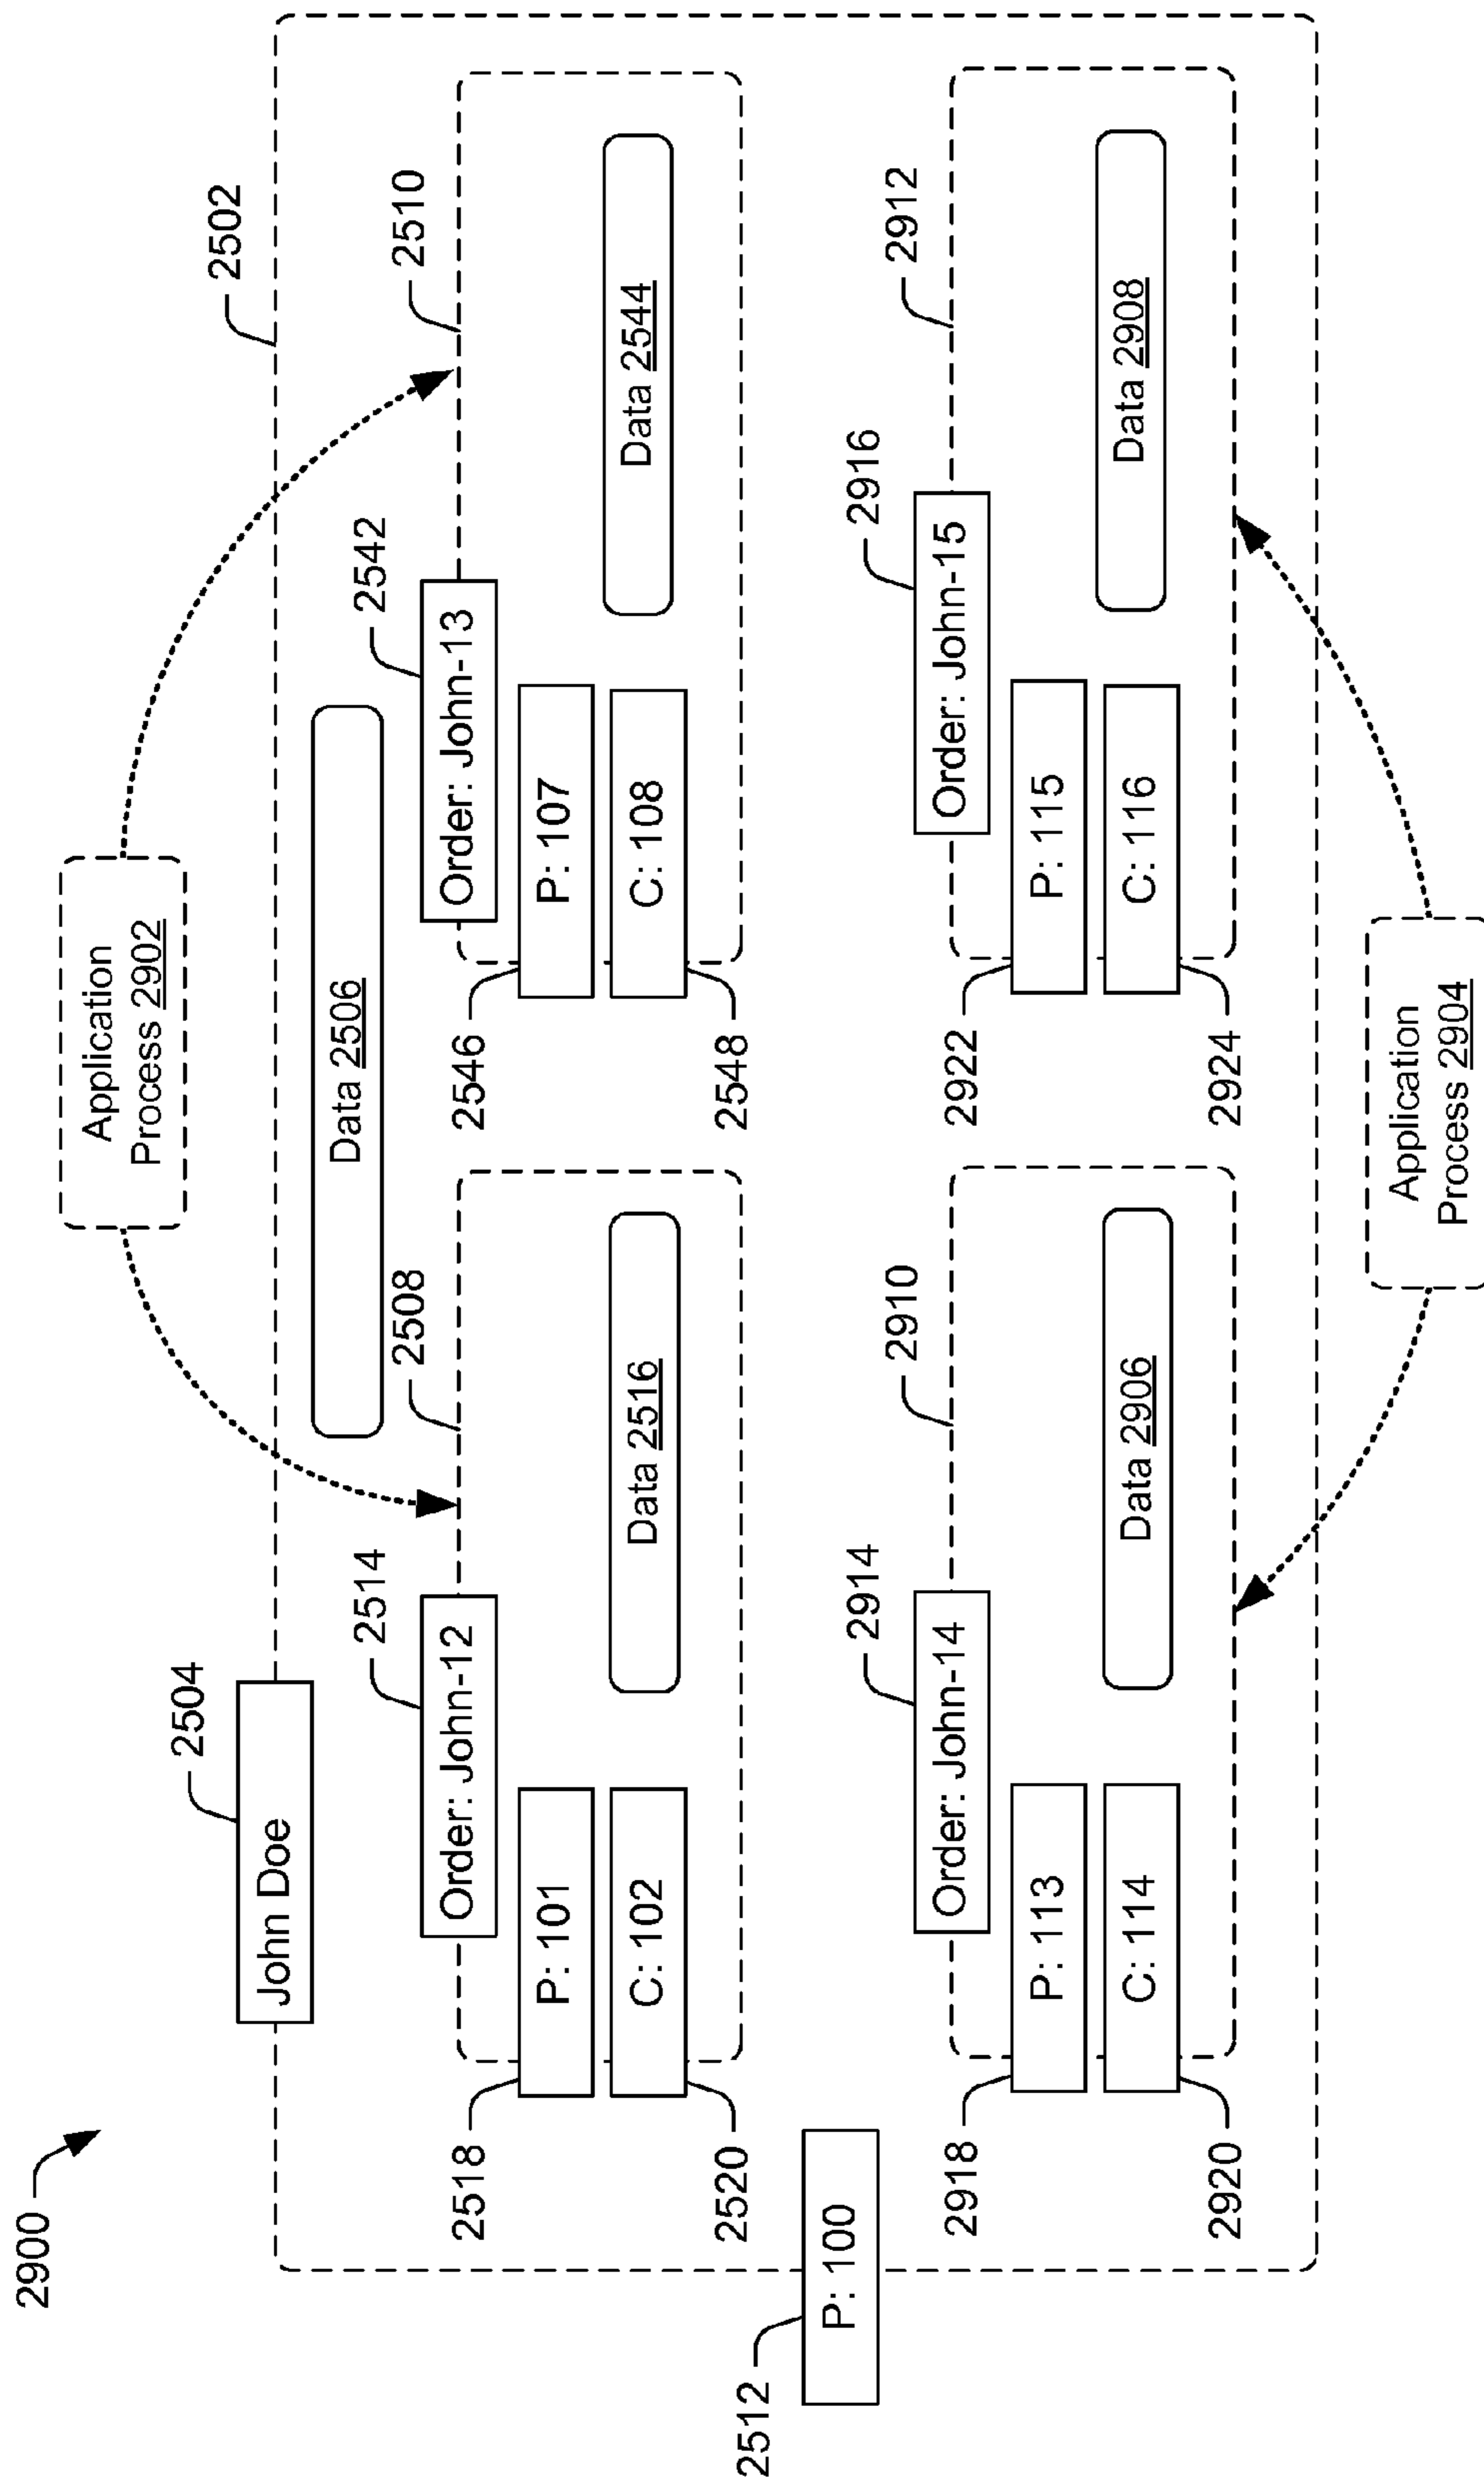 2900
Application
Process 2902
2504
John Doe
2502
Data 2506
2508
2510
2514
Order: John-12
2542
Order: John-13
2518
P: 101
Data 2516
2546
P: 107
Data 2544
C: 102
2520
C: 108
2548
2512
P: 100
2910
2912
2914
Order: John-14
2916
Order: John-15
2918
P: 113
Data 2906
2922
P: 115
Data 2908
C: 114
2920
C: 116
2924
Application
Process 2904